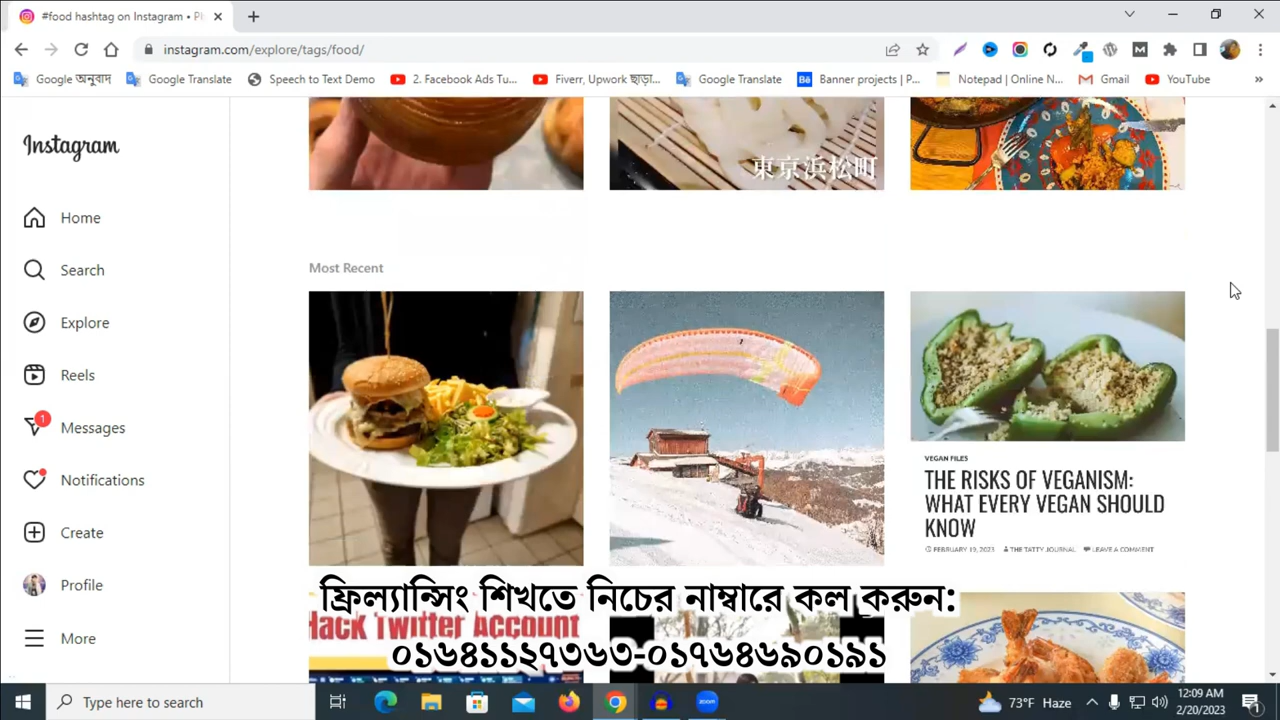 #food hashtag on Instagram • Ph
instagram.com/explore/tags/food/
Google অনুবাদ
Google Translate
Speech to Text Demo
2. Facebook Ads Tu...
Fiverr, Upwork ছাড়া...
Google Translate
Banner projects | P...
Notepad | Online N...
Gmail
YouTube
Instagram
Home
Search
Explore
Reels
1
Messages
Notifications
Create
Profile
More
東京浜松町
Most Recent
VEGAN FILES
THE RISKS OF VEGANISM:
WHAT EVERY VEGAN SHOULD
KNOW
FEBRUARY 19, 2023 THE TATTY JOURNAL LEAVE A COMMENT
Hack Twitter Account
ফ্রিল্যান্সিং শিখতে নিচের নাম্বারে কল করুন:
০১৬৪১১২৭৩৬৩-০১৭৬৪৬৯০১৯১
Type here to search
zoom
73°F Haze
12:09 AM
2/20/2023
1